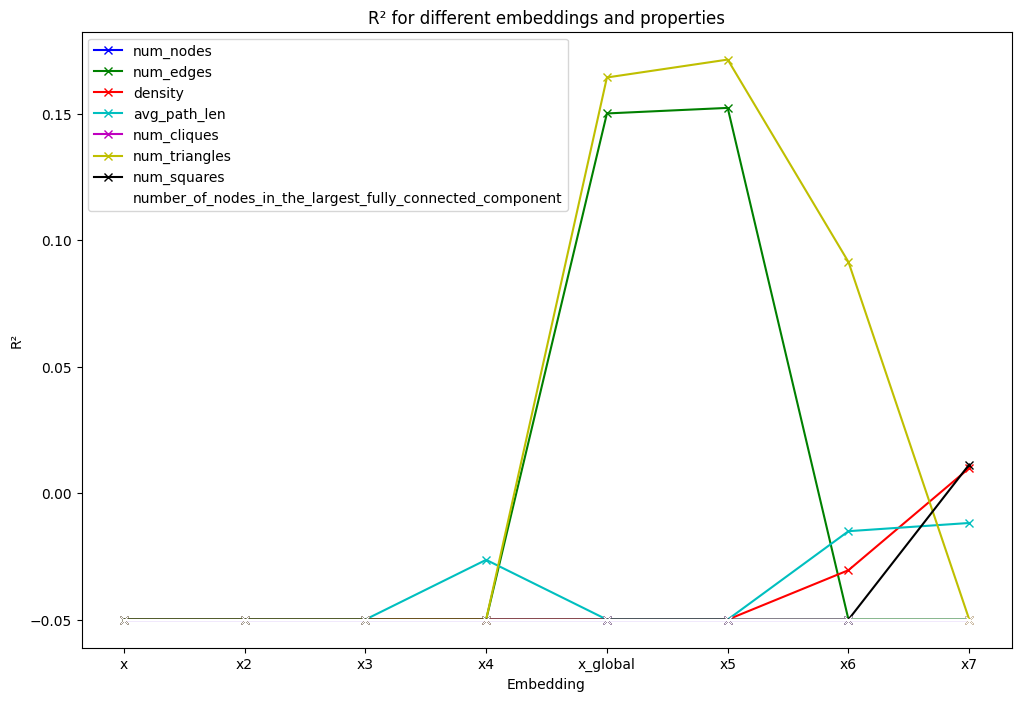 R² for different embeddings and properties
num_nodes
num_edges
density
avg_path_len
num_cliques
num_triangles
num_squares
number_of_nodes_in_the_largest_fully_connected_component
R²
0.15
0.10
0.05
0.00
−0.05
x x2 x3 x4 x_global x5 x6 x7
Embedding